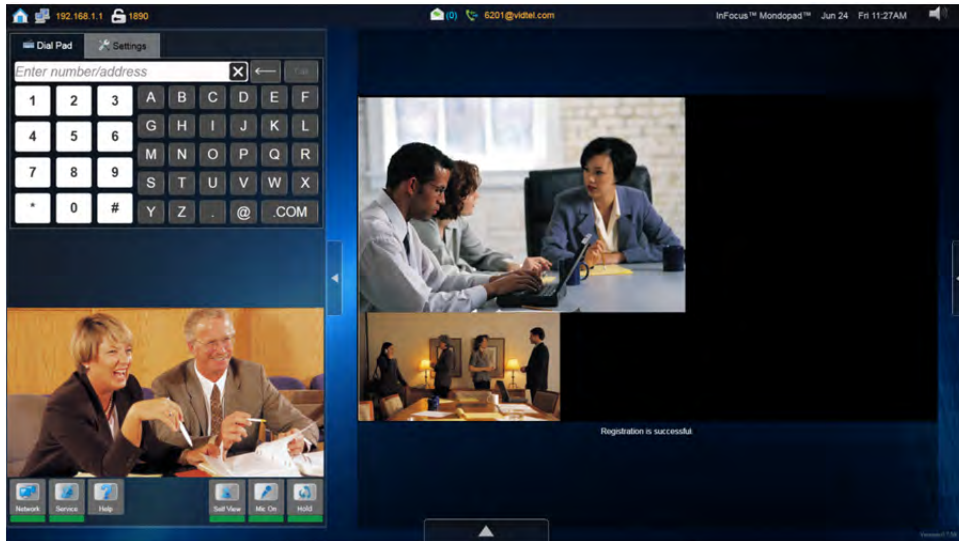 192.168.1.1 1890 (0) 6201@vidtel.com InFocus™ Mondopad™ Jun 24 Fri 11:27AM
Dial Pad Settings
Enter number/address X
1 2 3 A B C D E F
4 5 6 G H I J K L
7 8 9 M N O P Q R
* 0 # S T U V W X
Y Z . @ .COM
Registration is successful
Network Service Help Self View Mic On Hold